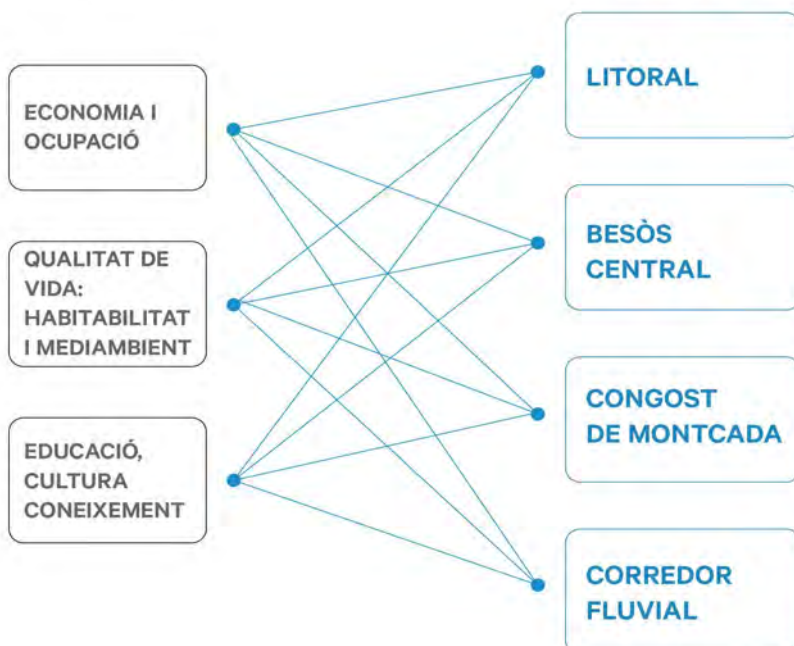 ECONOMIA I
OCUPACIÓ
QUALITAT DE
VIDA:
HABITABILITAT
I MEDIAMBIENT
EDUCACIÓ,
CULTURA
CONEIXEMENT
LITORAL
BESÒS
CENTRAL
CONGOST
DE MONTCADA
CORREDOR
FLUVIAL